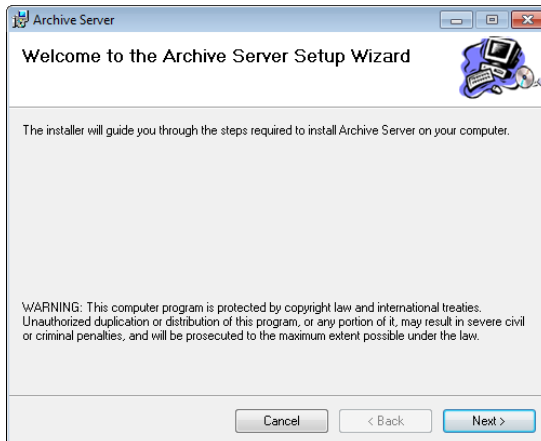 Archive Server
Welcome to the Archive Server Setup Wizard
The installer will guide you through the steps required to install Archive Server on your computer.
WARNING: This computer program is protected by copyright law and international treaties.
Unauthorized duplication or distribution of this program, or any portion of it, may result in severe civil
or criminal penalties, and will be prosecuted to the maximum extent possible under the law.
Cancel < Back Next >